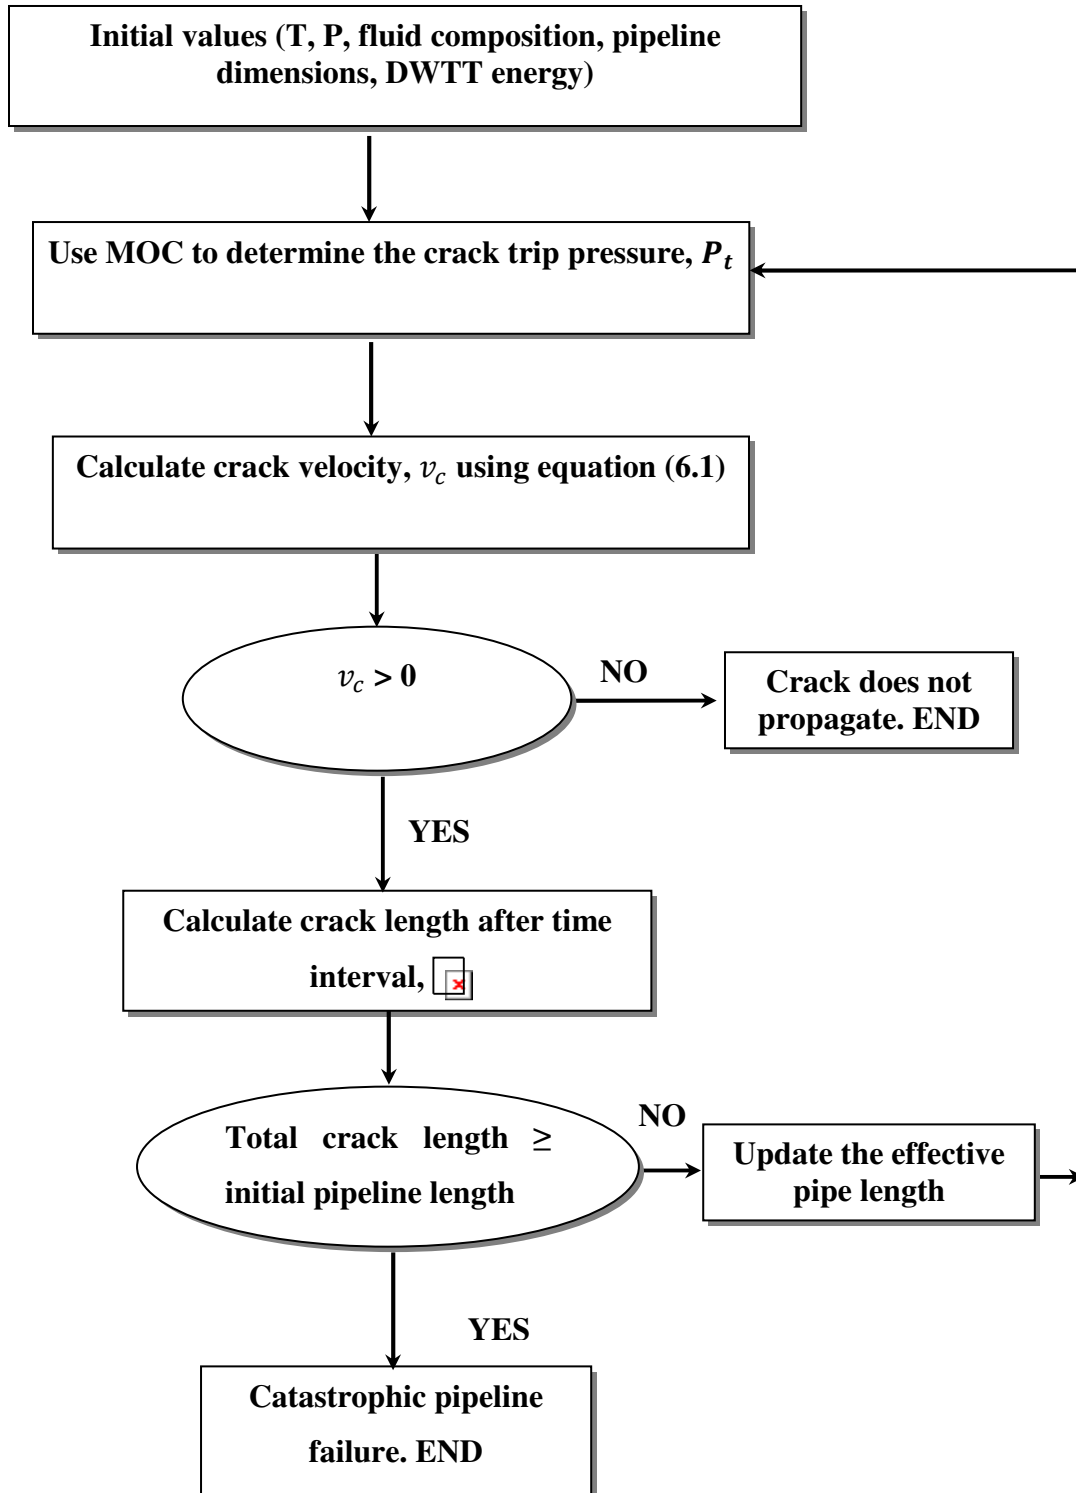 Initial values (T, P, fluid composition, pipeline
dimensions, DWTT energy)
Use MOC to determine the crack trip pressure, 𝑷𝒕
Calculate crack velocity, 𝑣𝑐 using equation (6.1)
𝑣𝑐 > 0
NO
Crack does not
propagate. END
YES
Calculate crack length after time
interval,
Total crack length ≥
initial pipeline length
NO
Update the effective
pipe length
YES
Catastrophic pipeline
failure. END